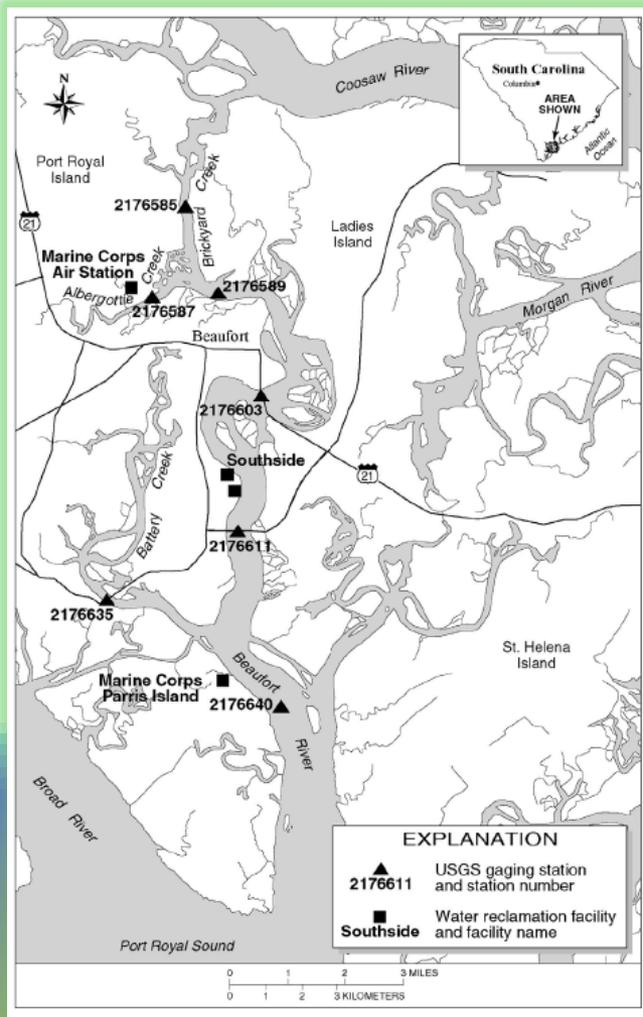 Coosaw River
South Carolina
Columbia
AREA
SHOWN
Atlantic
Ocean
N
Port Royal
Island
21
2176585
Brickyard Creek
Ladies
Island
Marine Corps
Air Station
Albergottie Creek
2176587
2176589
Morgan River
Beaufort
2176603
Southside
21
Battery Creek
2176611
2176635
St. Helena
Island
Marine Corps
Parris Island
Beaufort River
2176640
Broad River
Port Royal Sound
EXPLANATION
2176611
USGS gaging station
and station number
Southside
Water reclamation facility
and facility name
0 1 2 3 MILES
0 1 2 3 KILOMETERS